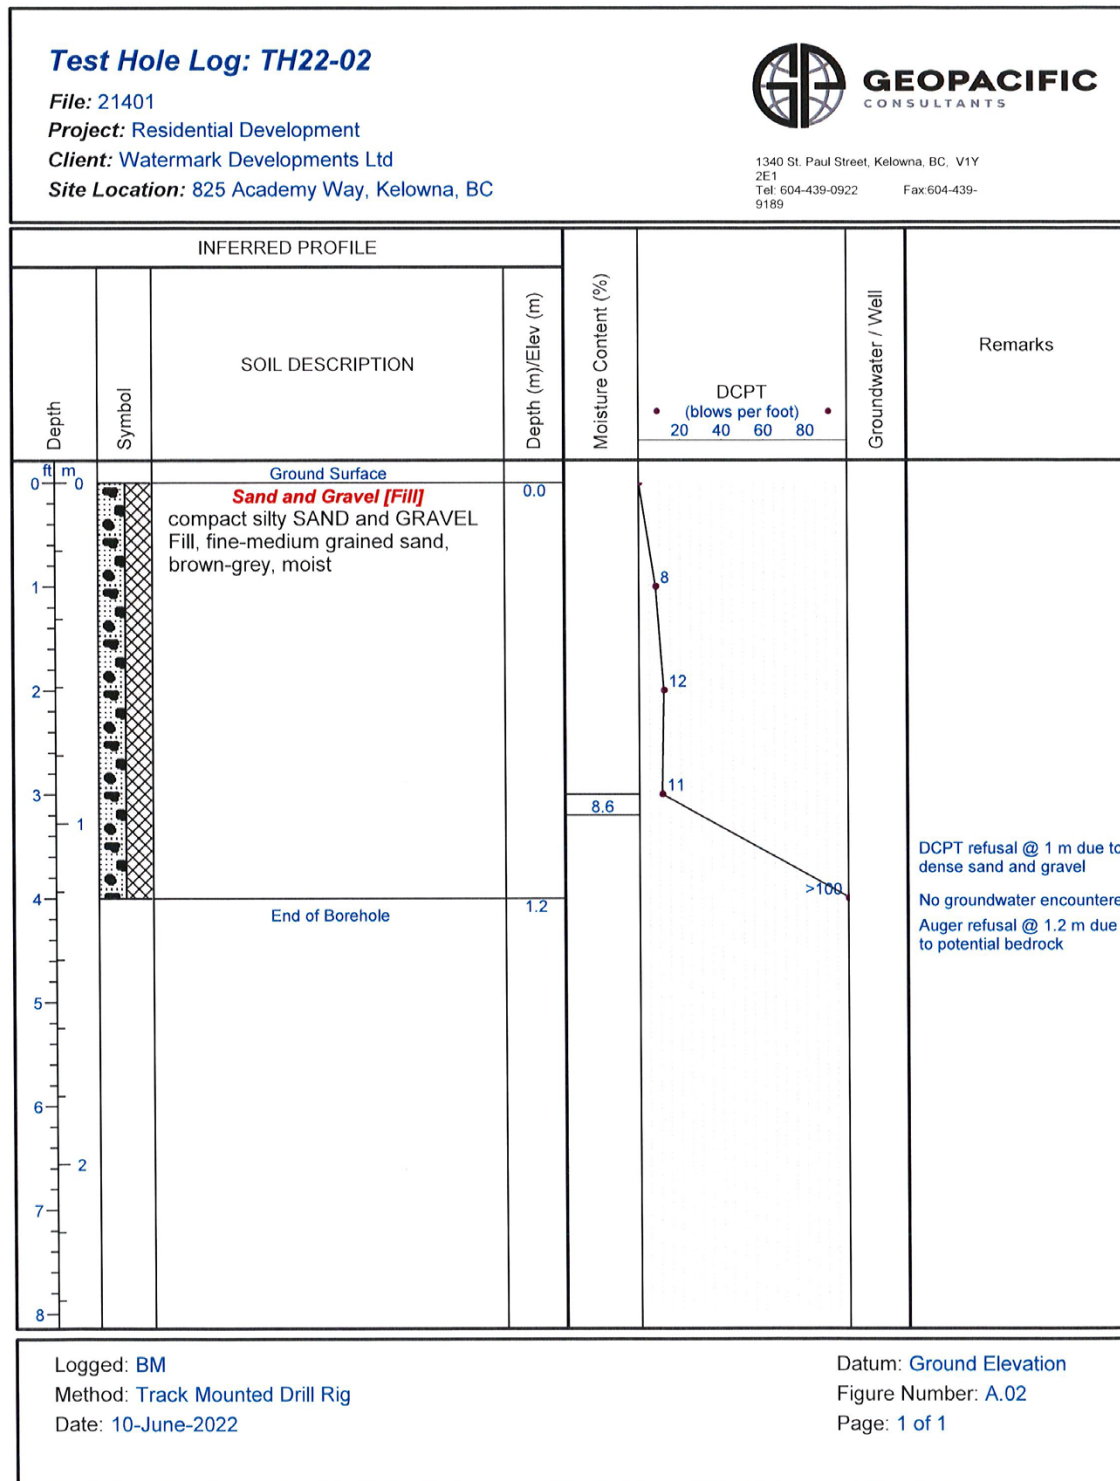 Test Hole Log: TH22-02
File: 21401
Project: Residential Development
Client: Watermark Developments Ltd
Site Location: 825 Academy Way, Kelowna, BC
GEOPACIFIC
CONSULTANTS
1340 St. Paul Street, Kelowna, BC, V1Y
2E1
Tel: 604-439-0922 Fax:604-439-
9189
INFERRED PROFILE
Depth
Symbol
SOIL DESCRIPTION
Depth (m)/Elev (m)
Moisture Content (%)
DCPT
(blows per foot)
20 40 60 80
Groundwater / Well
Remarks
ft m
Ground Surface
0 0
0.0
Sand and Gravel [Fill]
compact silty SAND and GRAVEL
Fill, fine-medium grained sand,
brown-grey, moist
8
1
12
2
11
3
8.6
1
DCPT refusal @ 1 m due to
dense sand and gravel
>100
4
1.2
No groundwater encountere
End of Borehole
Auger refusal @ 1.2 m due
to potential bedrock
5
6
2
7
8
Logged: BM
Method: Track Mounted Drill Rig
Date: 10-June-2022
Datum: Ground Elevation
Figure Number: A.02
Page: 1 of 1